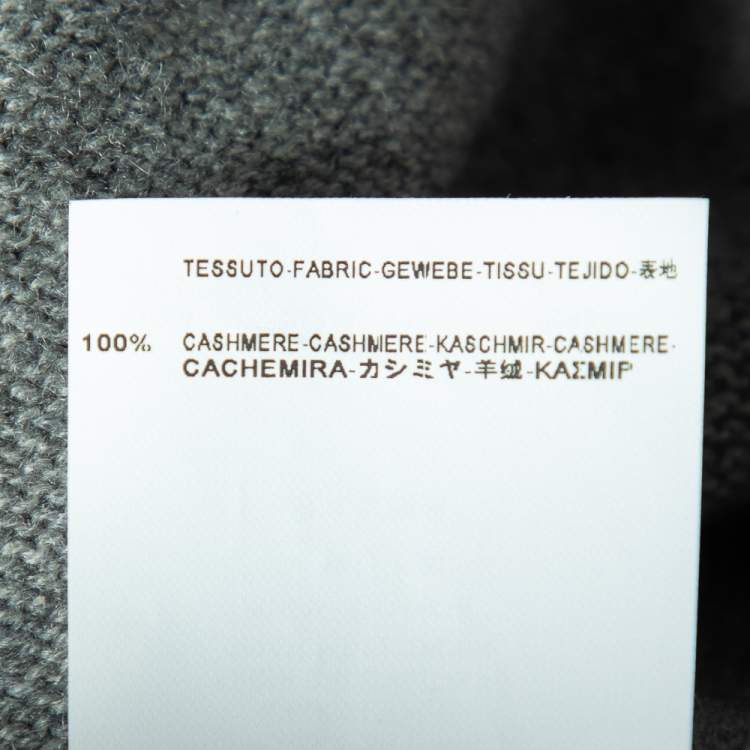 TESSUTO-FABRIC-GEWEBE-TISSU-TEJIDO-表地
100% CASHMERE-CASHMERE-KASCHMIR-CASHMERE-
CACHEMIRA-カシミヤ-羊绒-ΚΑΣΜΙΡ